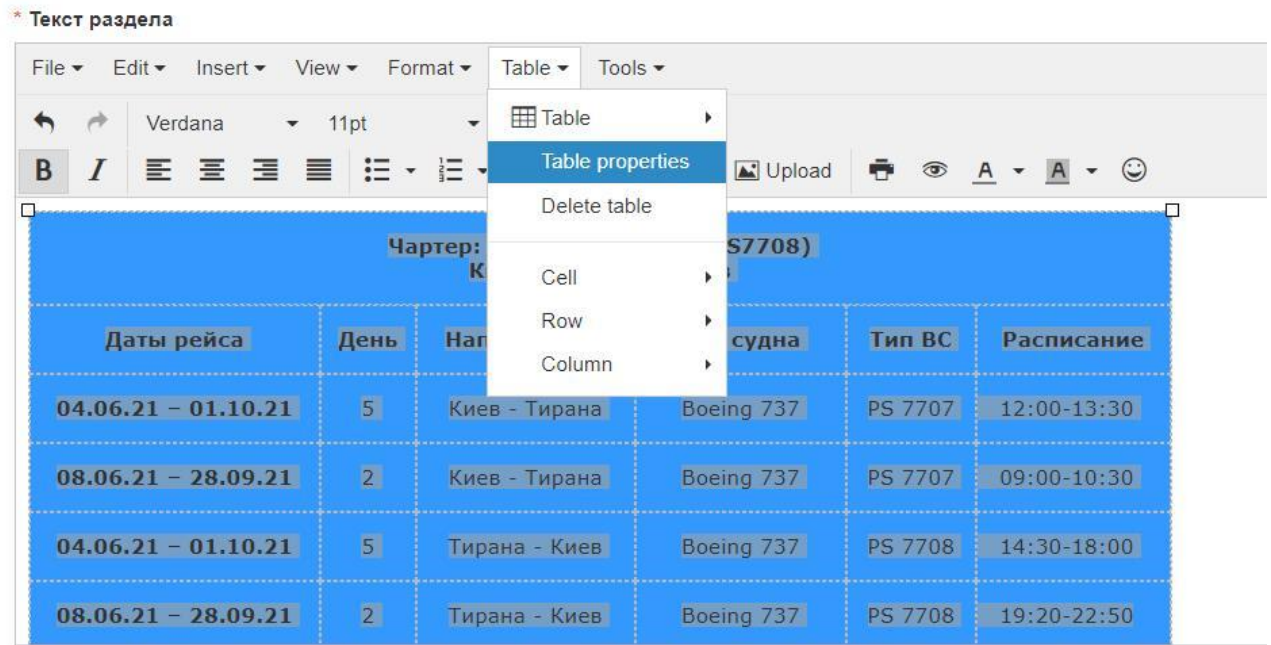 * Текст раздела
File Edit Insert View Format Table Tools
Verdana 11pt Table
B I Table properties Upload A A
Delete table
Чартер: S7708)
Cell
Row
Даты рейса День судна Тип ВС Расписание
Column
04.06.21 – 01.10.21 5 Киев - Тирана Boeing 737 PS 7707 12:00-13:30
08.06.21 – 28.09.21 2 Киев - Тирана Boeing 737 PS 7707 09:00-10:30
04.06.21 – 01.10.21 5 Тирана - Киев Boeing 737 PS 7708 14:30-18:00
08.06.21 – 28.09.21 2 Тирана - Киев Boeing 737 PS 7708 19:20-22:50